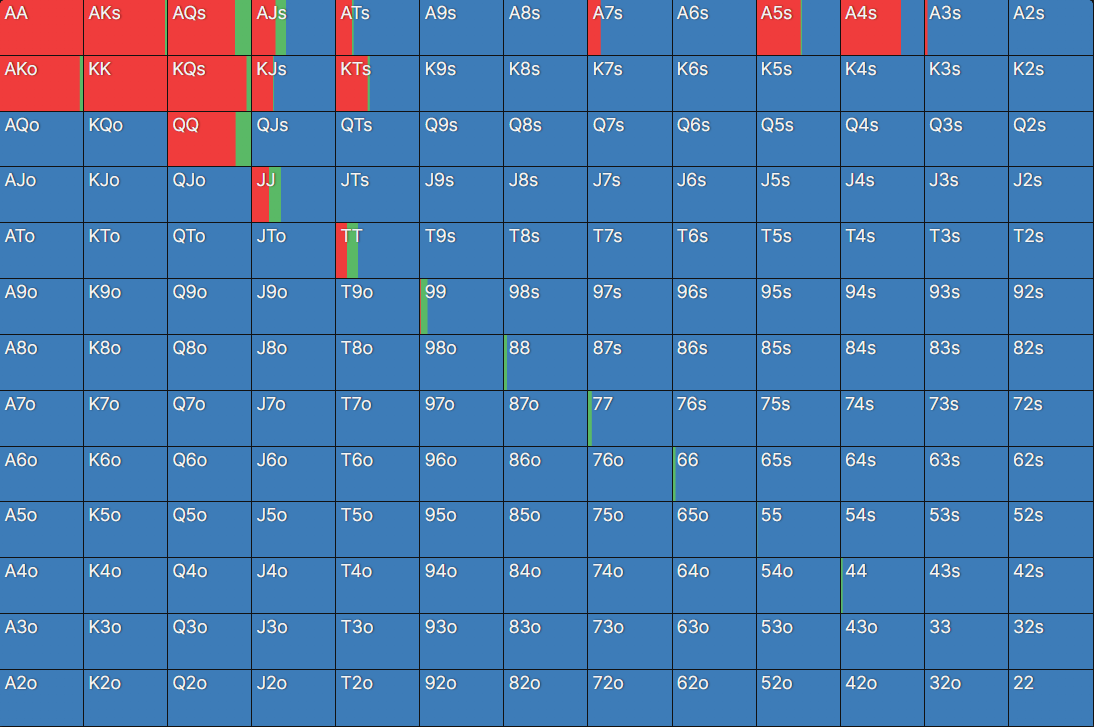 AA AKs AQs AJs ATs A9s A8s A7s A6s A5s A4s A3s A2s
AKo KK KQs KJs KTs K9s K8s K7s K6s K5s K4s K3s K2s
AQo KQo QQ QJs QTs Q9s Q8s Q7s Q6s Q5s Q4s Q3s Q2s
AJo KJo QJo JJ JTs J9s J8s J7s J6s J5s J4s J3s J2s
ATo KTo QTo JTo TT T9s T8s T7s T6s T5s T4s T3s T2s
A9o K9o Q9o J9o T9o 99 98s 97s 96s 95s 94s 93s 92s
A8o K8o Q8o J8o T8o 98o 88 87s 86s 85s 84s 83s 82s
A7o K7o Q7o J7o T7o 97o 87o 77 76s 75s 74s 73s 72s
A6o K6o Q6o J6o T6o 96o 86o 76o 66 65s 64s 63s 62s
A5o K5o Q5o J5o T5o 95o 85o 75o 65o 55 54s 53s 52s
A4o K4o Q4o J4o T4o 94o 84o 74o 64o 54o 44 43s 42s
A3o K3o Q3o J3o T3o 93o 83o 73o 63o 53o 43o 33 32s
A2o K2o Q2o J2o T2o 92o 82o 72o 62o 52o 42o 32o 22